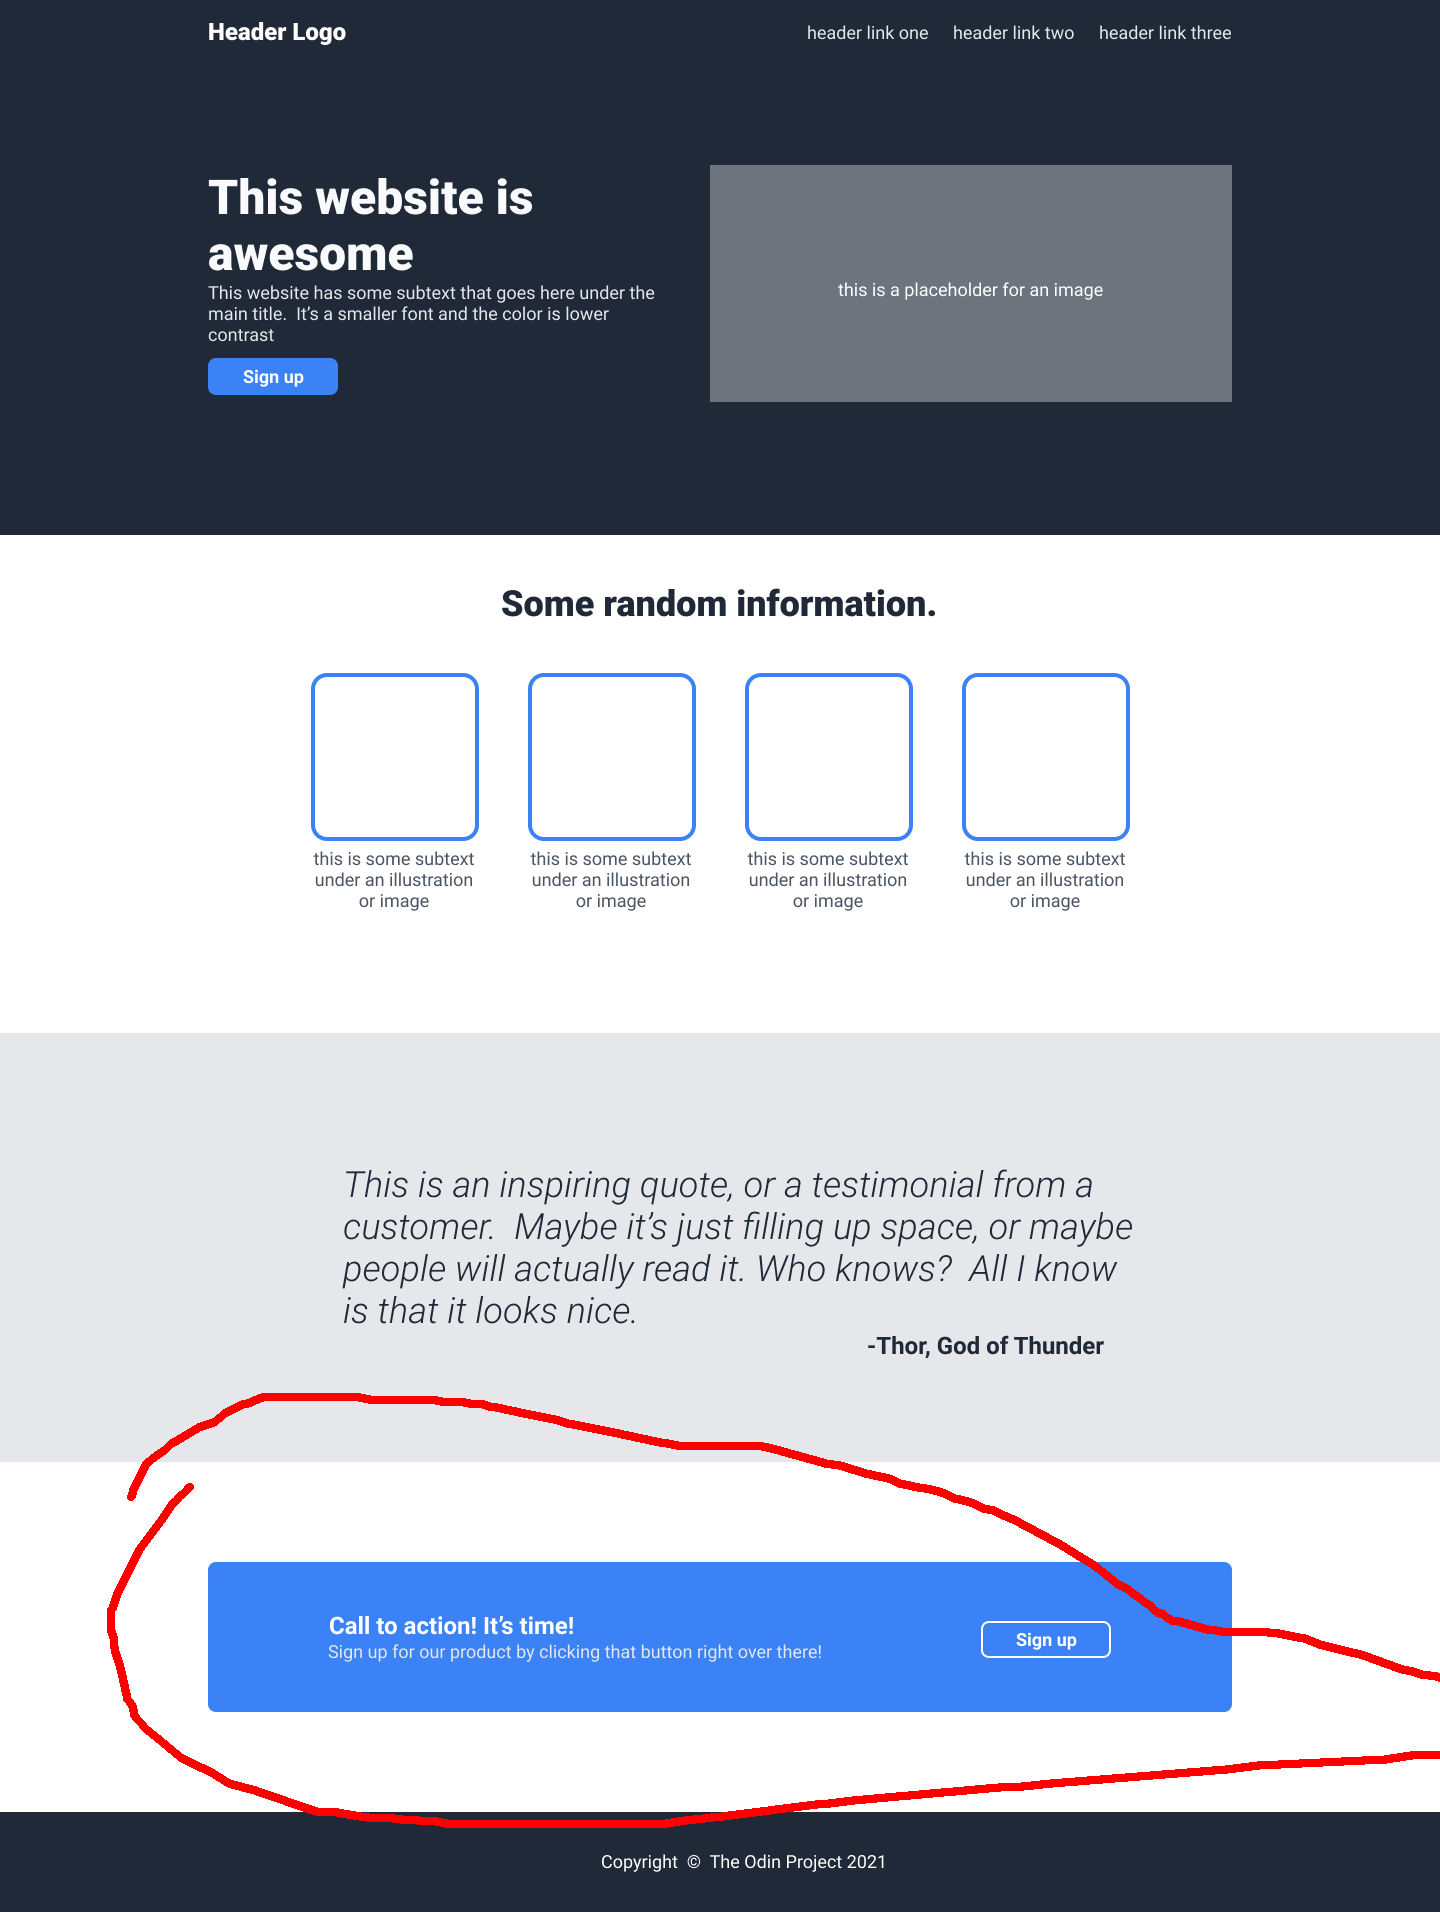 Header Logo
header link one header link two header link three
This website is
awesome
This website has some subtext that goes here under the
main title.  It’s a smaller font and the color is lower
contrast
Sign up
this is a placeholder for an image
Some random information.
this is some subtext
under an illustration
or image
this is some subtext
under an illustration
or image
this is some subtext
under an illustration
or image
this is some subtext
under an illustration
or image
This is an inspiring quote, or a testimonial from a
customer.  Maybe it’s just filling up space, or maybe
people will actually read it. Who knows?  All I know
is that it looks nice.
-Thor, God of Thunder
Call to action! It’s time!
Sign up for our product by clicking that button right over there!
Sign up
Copyright © The Odin Project 2021